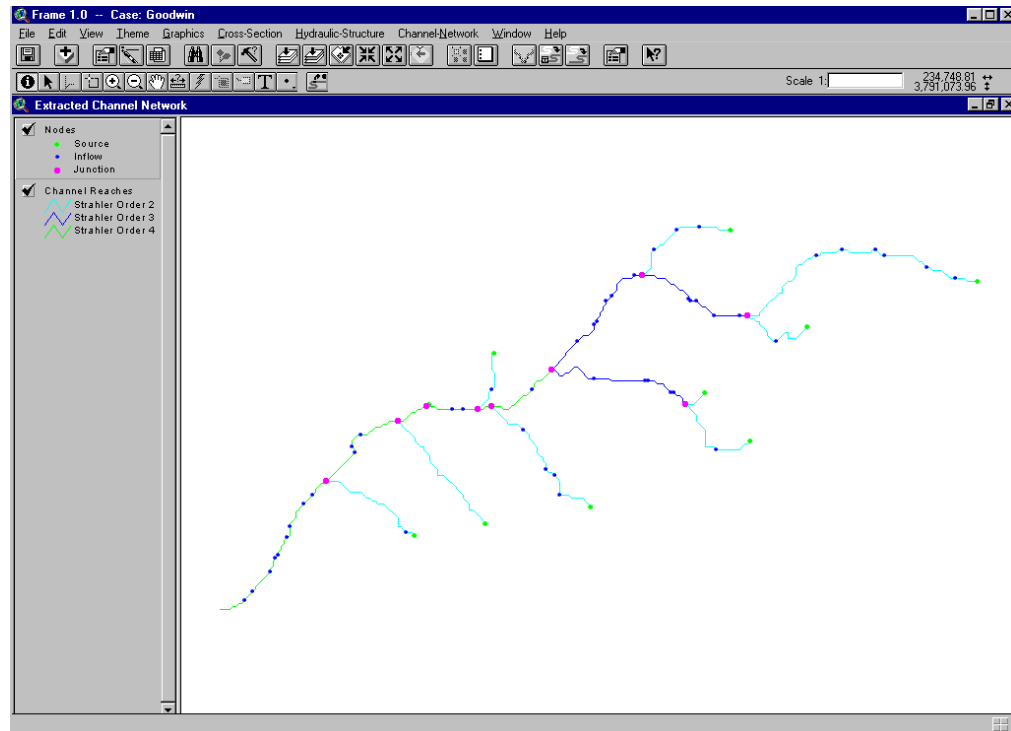 Frame 1.0 -- Case: Goodwin
File Edit View Theme Graphics Cross-Section Hydraulic-Structure Channel-Network Window Help
T
Scale 1: 234,748.81
3,791,073.96
Extracted Channel Network
Nodes
Source
Inflow
Junction
Channel Reaches
Strahler Order 2
Strahler Order 3
Strahler Order 4